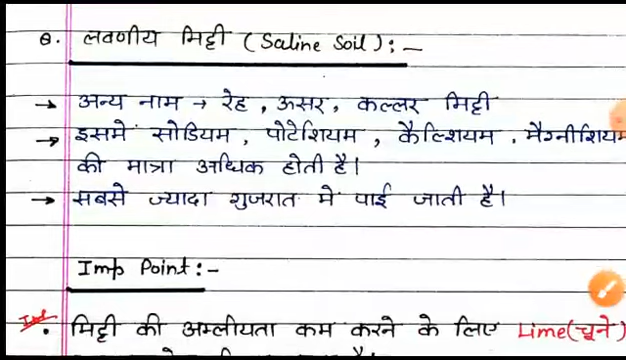 8. लवणीय मिट्टी (Saline Soil):-
→ अन्य नाम → रेह, ऊसर, कल्लर मिट्टी
→ इसमें सोडियम, पोटेशियम, कैल्शियम, मैग्नीशियम
की मात्रा अधिक होती है।
→ सबसे ज्यादा गुजरात में पाई जाती है।
Imp Point:-
Imp. मिट्टी की अम्लीयता कम करने के लिए Lime(चूने)